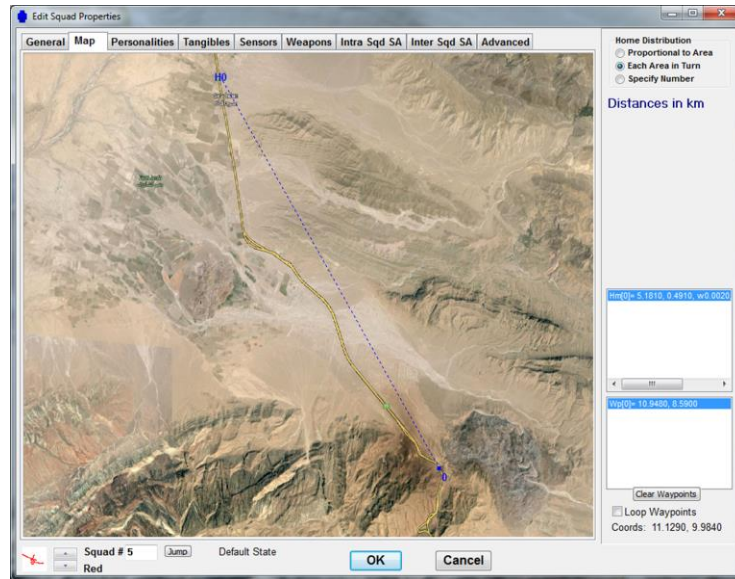 Edit Squad Properties
General Map Personalities Tangibles Sensors Weapons Intra Sqd SA Inter Sqd SA Advanced
Home Distribution
Proportional to Area
Each Area in Turn
Specify Number
Distances in km
H0
Hm[0]= 5.1810, 0.4910, w0.0020
Wp[0]= 10.9480, 8.5900
0
Clear Waypoints
Loop Waypoints
Coords: 11.1290, 9.9840
Squad # 5 Jump Default State
Red
OK Cancel